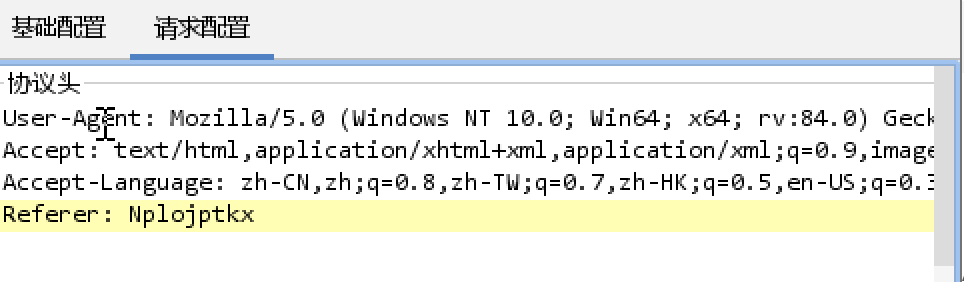 基础配置 请求配置
协议头
User-Agent: Mozilla/5.0 (Windows NT 10.0; Win64; x64; rv:84.0) Geck
Accept: text/html,application/xhtml+xml,application/xml;q=0.9,image
Accept-Language: zh-CN,zh;q=0.8,zh-TW;q=0.7,zh-HK;q=0.5,en-US;q=0.3
Referer: Nplojptkx